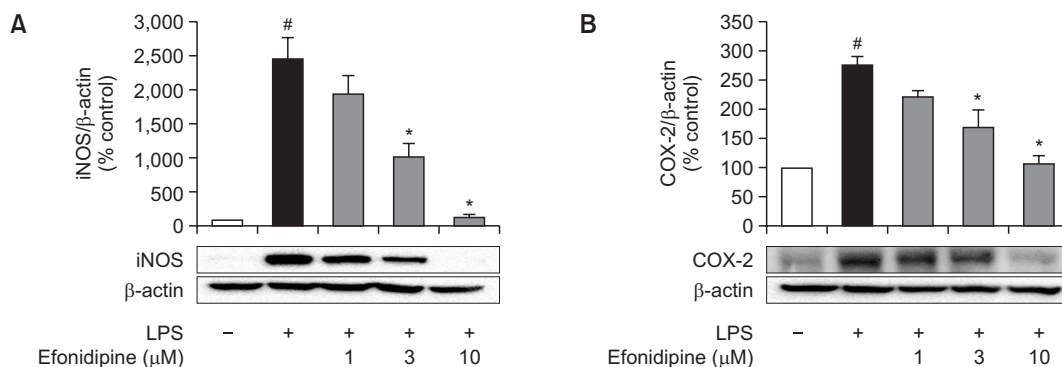 A
iNOS/β-actin
(% control)
3,000
2,500
2,000
1,500
1,000
500
0
#
*
*
iNOS
β-actin
LPS – + + + +
Efonidipine (μM) 1 3 10
B
COX-2/β-actin
(% control)
350
300
250
200
150
100
50
0
#
*
*
COX-2
β-actin
LPS – + + + +
Efonidipine (μM) 1 3 10